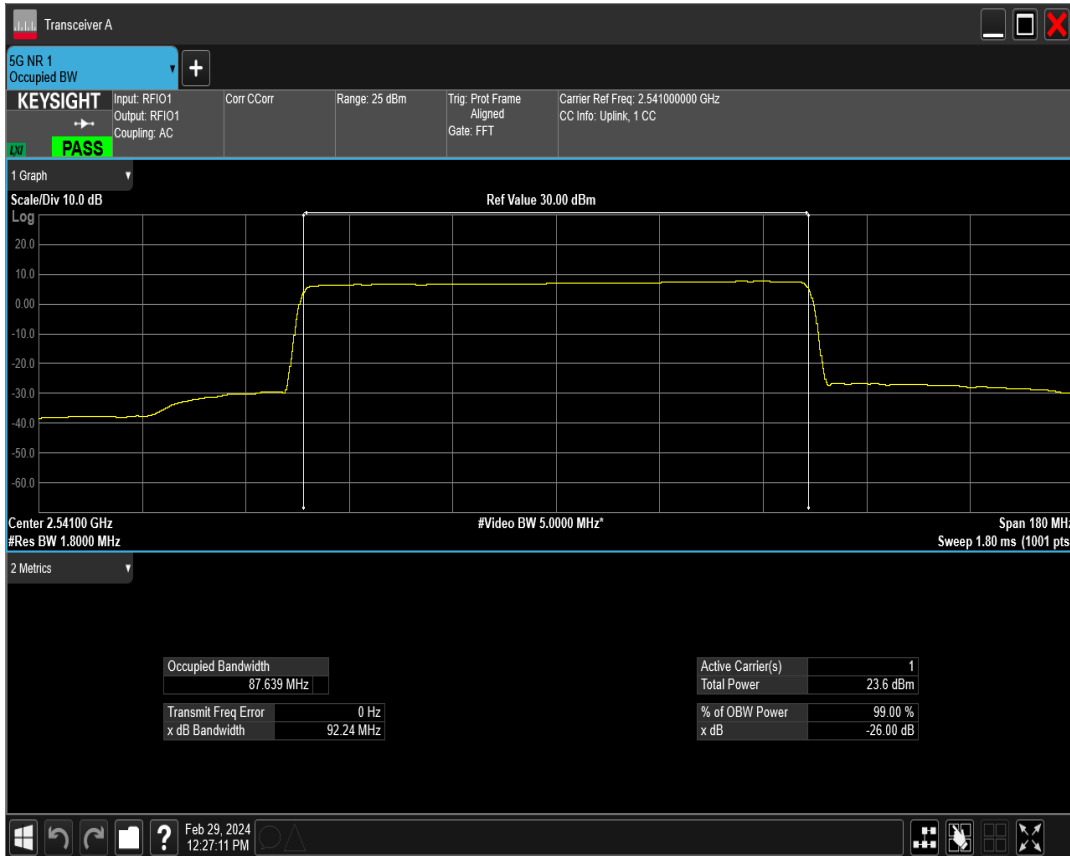 Transceiver A
5G NR 1
Occupied BW
KEYSIGHT
LXI
PASS
Input: RFIO1
Output: RFIO1
Coupling: AC
Corr CCorr
Range: 25 dBm
Trig: Prot Frame
Aligned
Gate: FFT
Carrier Ref Freq: 2.541000000 GHz
CC Info: Uplink, 1 CC
1 Graph
Scale/Div 10.0 dB
Ref Value 30.00 dBm
Log
20.0
10.0
0.00
-10.0
-20.0
-30.0
-40.0
-50.0
-60.0
Center 2.54100 GHz
#Video BW 5.0000 MHz*
Span 180 MHz
#Res BW 1.8000 MHz
Sweep 1.80 ms (1001 pts
2 Metrics
Occupied Bandwidth
87.639 MHz
Transmit Freq Error 0 Hz
x dB Bandwidth 92.24 MHz
Active Carrier(s) 1
Total Power 23.6 dBm
% of OBW Power 99.00 %
x dB -26.00 dB
?
Feb 29, 2024
12:27:11 PM